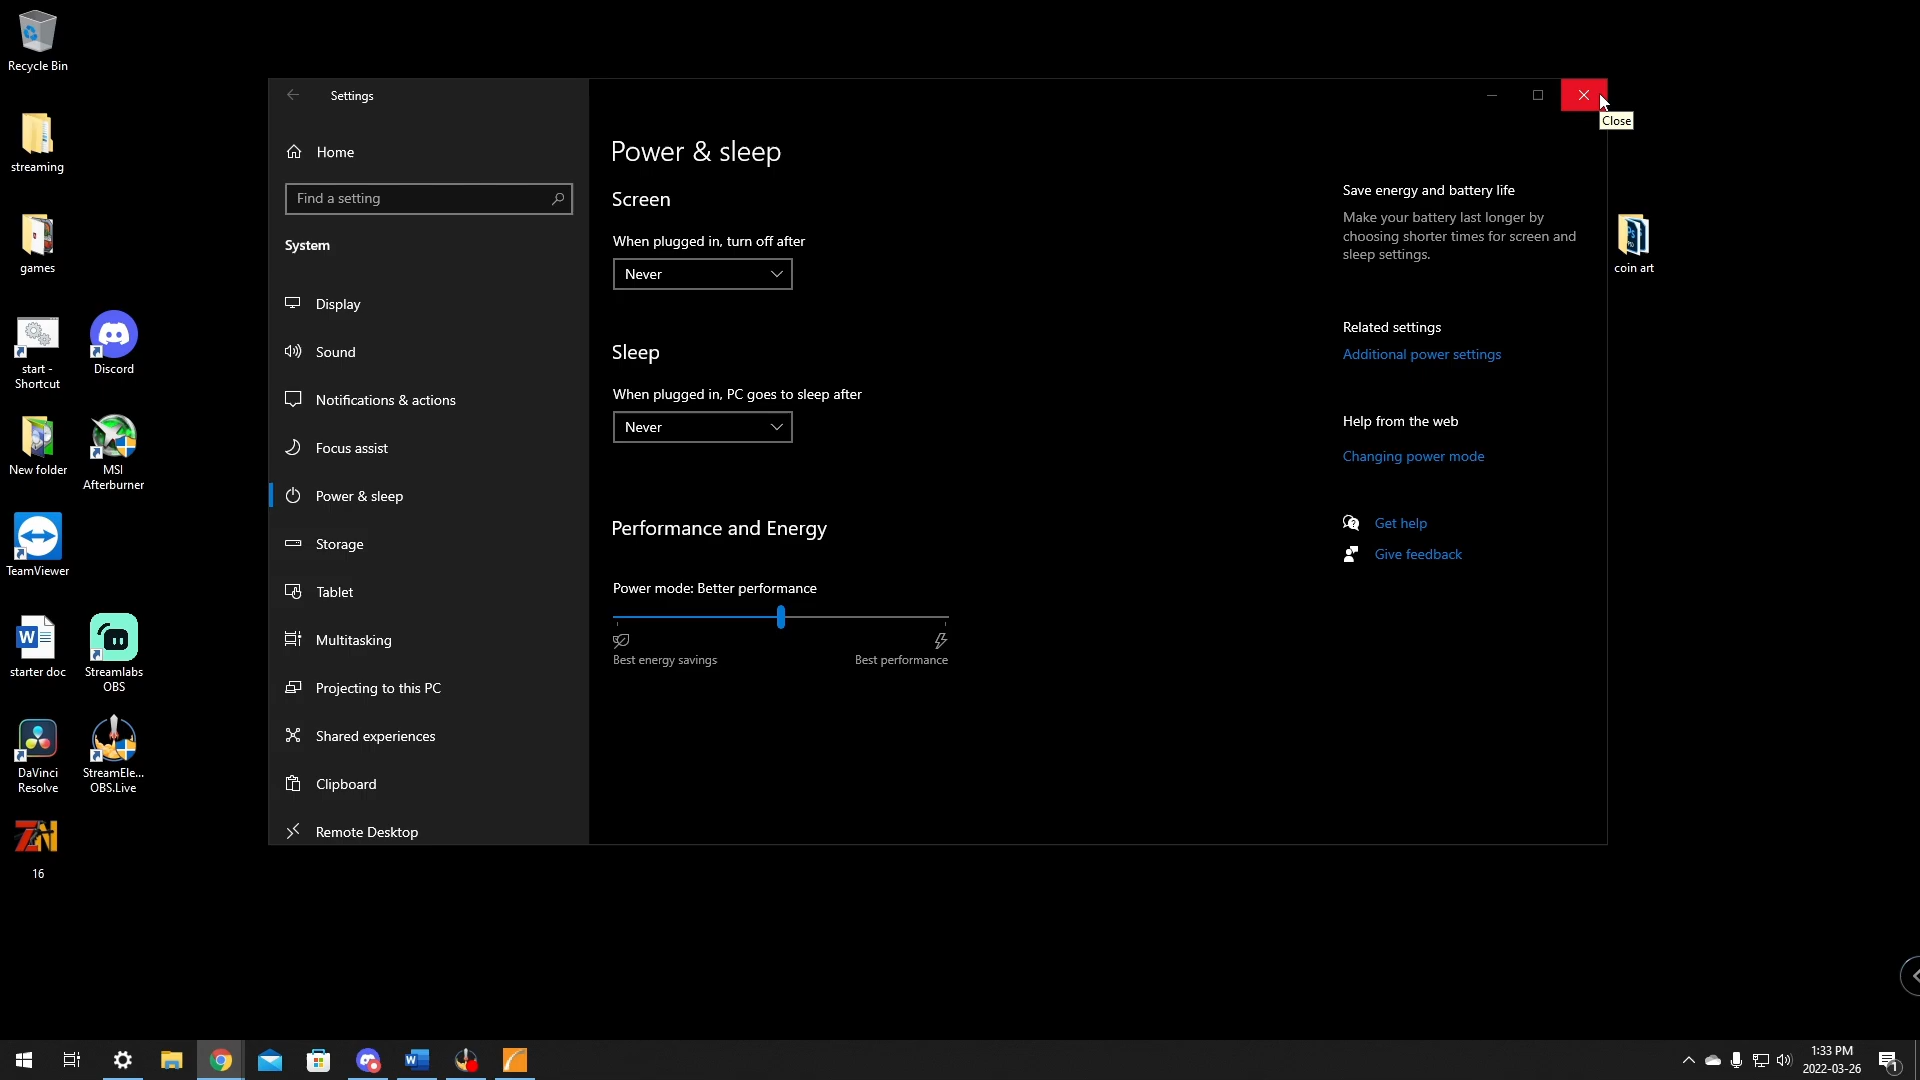 Recycle Bin
streaming
games
start -
Shortcut
Discord
New folder
MSI
Afterburner
TeamViewer
W
starter doc
Streamlabs
OBS
DaVinci
Resolve
StreamEle...
OBS.Live
ZN
16
Settings
Home
Find a setting
System
Display
Sound
Notifications & actions
Focus assist
Power & sleep
Storage
Tablet
Multitasking
Projecting to this PC
Shared experiences
Clipboard
Remote Desktop
Power & sleep
Screen
When plugged in, turn off after
Never
Sleep
When plugged in, PC goes to sleep after
Never
Performance and Energy
Power mode: Better performance
Best energy savings
Best performance
Close
Save energy and battery life
Make your battery last longer by
choosing shorter times for screen and
sleep settings.
Related settings
Additional power settings
Help from the web
Changing power mode
Get help
Give feedback
coin art
W
1:33 PM
2022-03-26
1